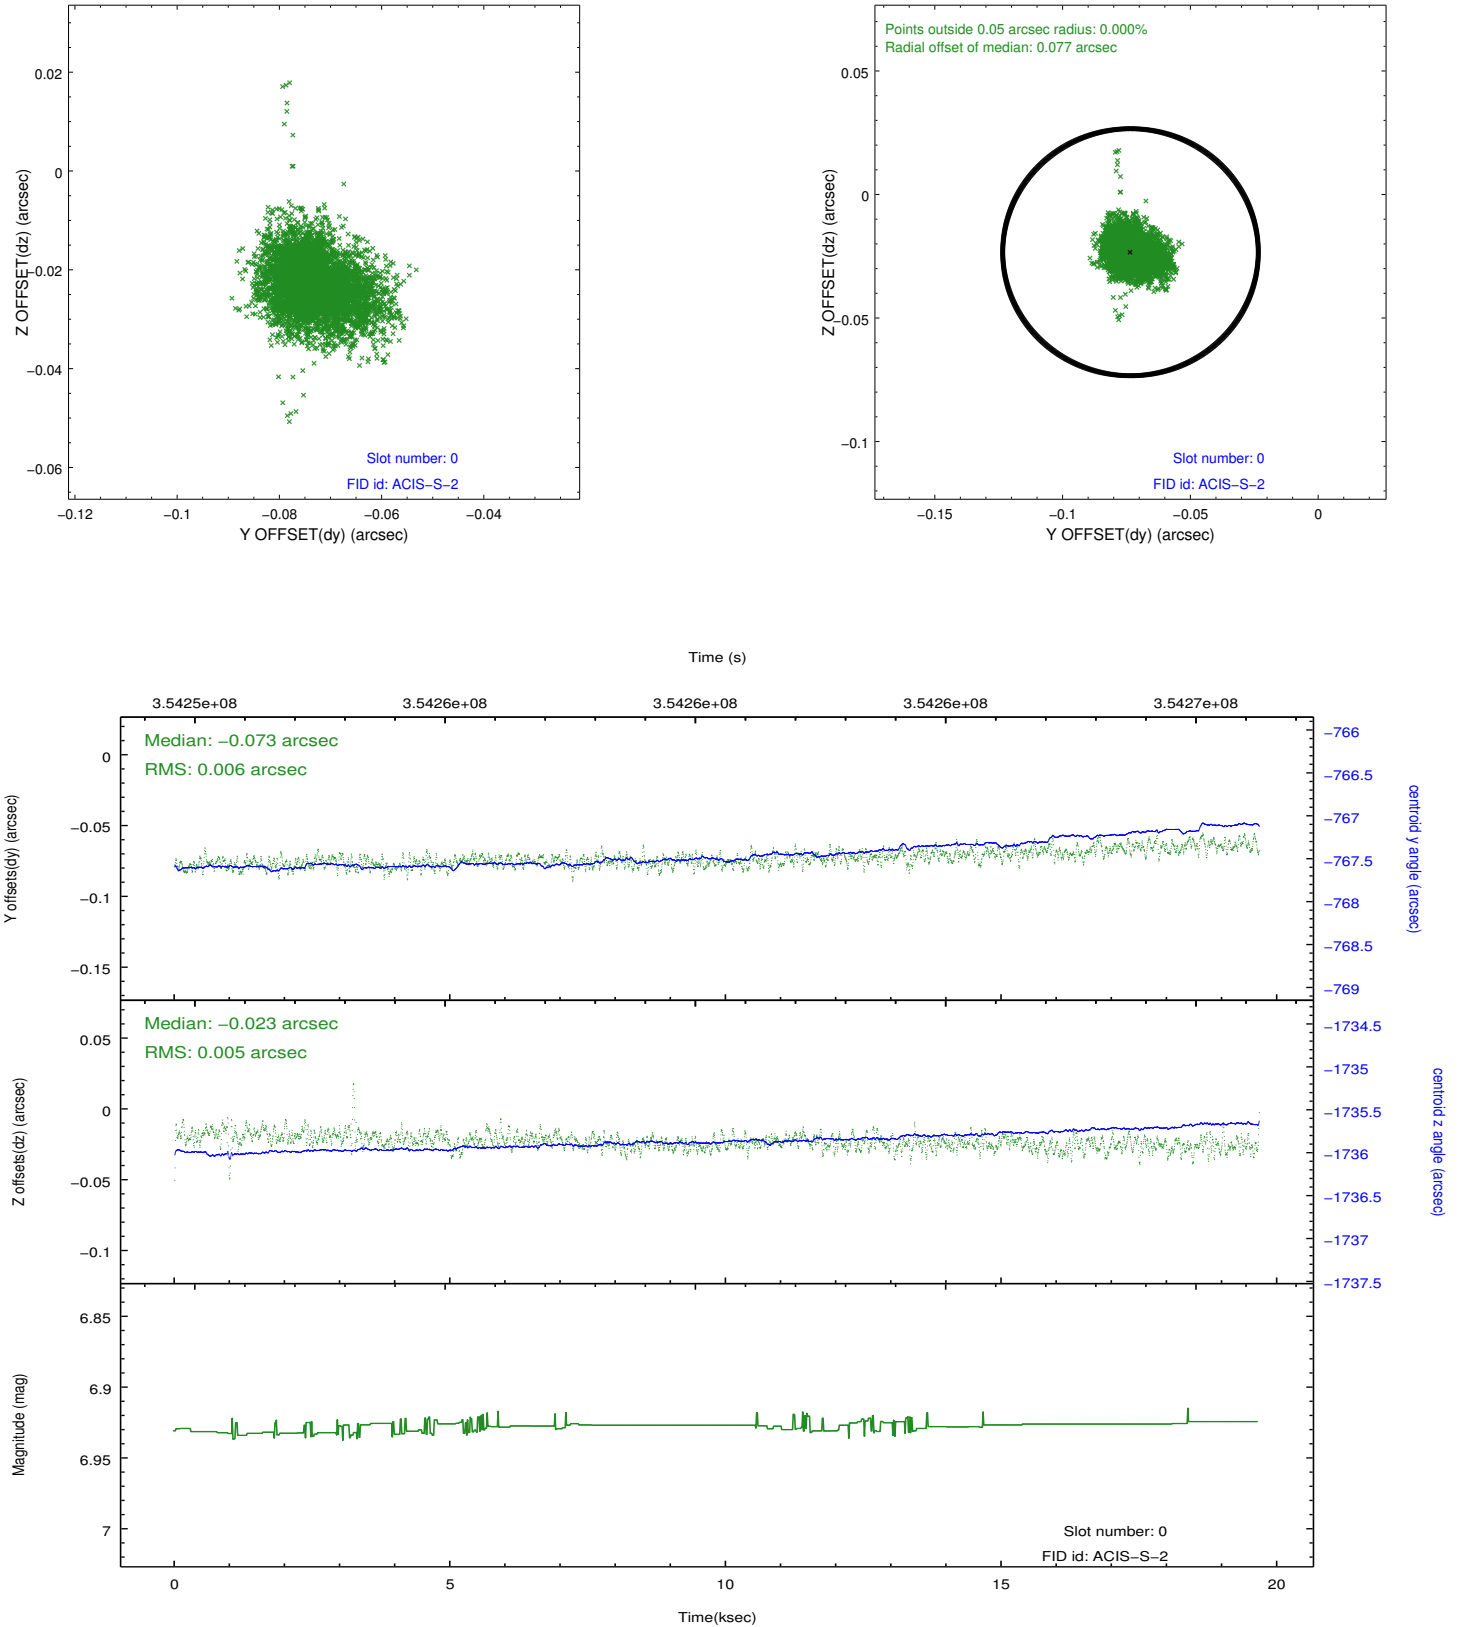 0.02
0
−0.02
−0.04
−0.06
−0.12
−0.1
−0.08
−0.06
−0.04
Z OFFSET(dz) (arcsec)
Y OFFSET(dy) (arcsec)
Slot number: 0
FID id: ACIS−S−2
Points outside 0.05 arcsec radius: 0.000%
Radial offset of median: 0.077 arcsec
0.05
0
−0.05
−0.1
−0.15
−0.1
−0.05
0
Z OFFSET(dz) (arcsec)
Y OFFSET(dy) (arcsec)
Slot number: 0
FID id: ACIS−S−2
Time (s)
3.5425e+08
3.5426e+08
3.5426e+08
3.5426e+08
3.5427e+08
Median: −0.073 arcsec
RMS: 0.006 arcsec
0
−0.05
−0.1
−0.15
Y offsets(dy) (arcsec)
−766
−766.5
−767
−767.5
−768
−768.5
−769
centroid y angle (arcsec)
Median: −0.023 arcsec
RMS: 0.005 arcsec
0.05
0
−0.05
−0.1
Z offsets(dz) (arcsec)
−1734.5
−1735
−1735.5
−1736
−1736.5
−1737
−1737.5
centroid z angle (arcsec)
6.85
6.9
6.95
7
Magnitude (mag)
Slot number: 0
FID id: ACIS−S−2
0
5
10
15
20
Time(ksec)